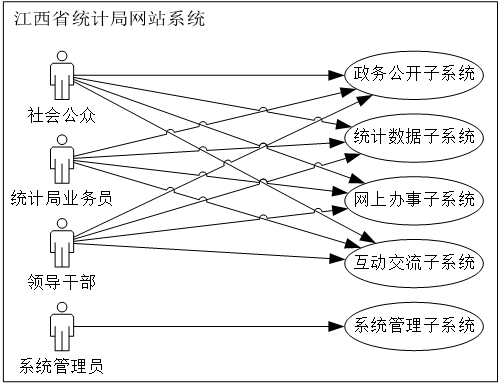 江西省统计局网站系统
社会公众
政务公开子系统
统计数据子系统
统计局业务员
网上办事子系统
领导干部
互动交流子系统
系统管理员
系统管理子系统